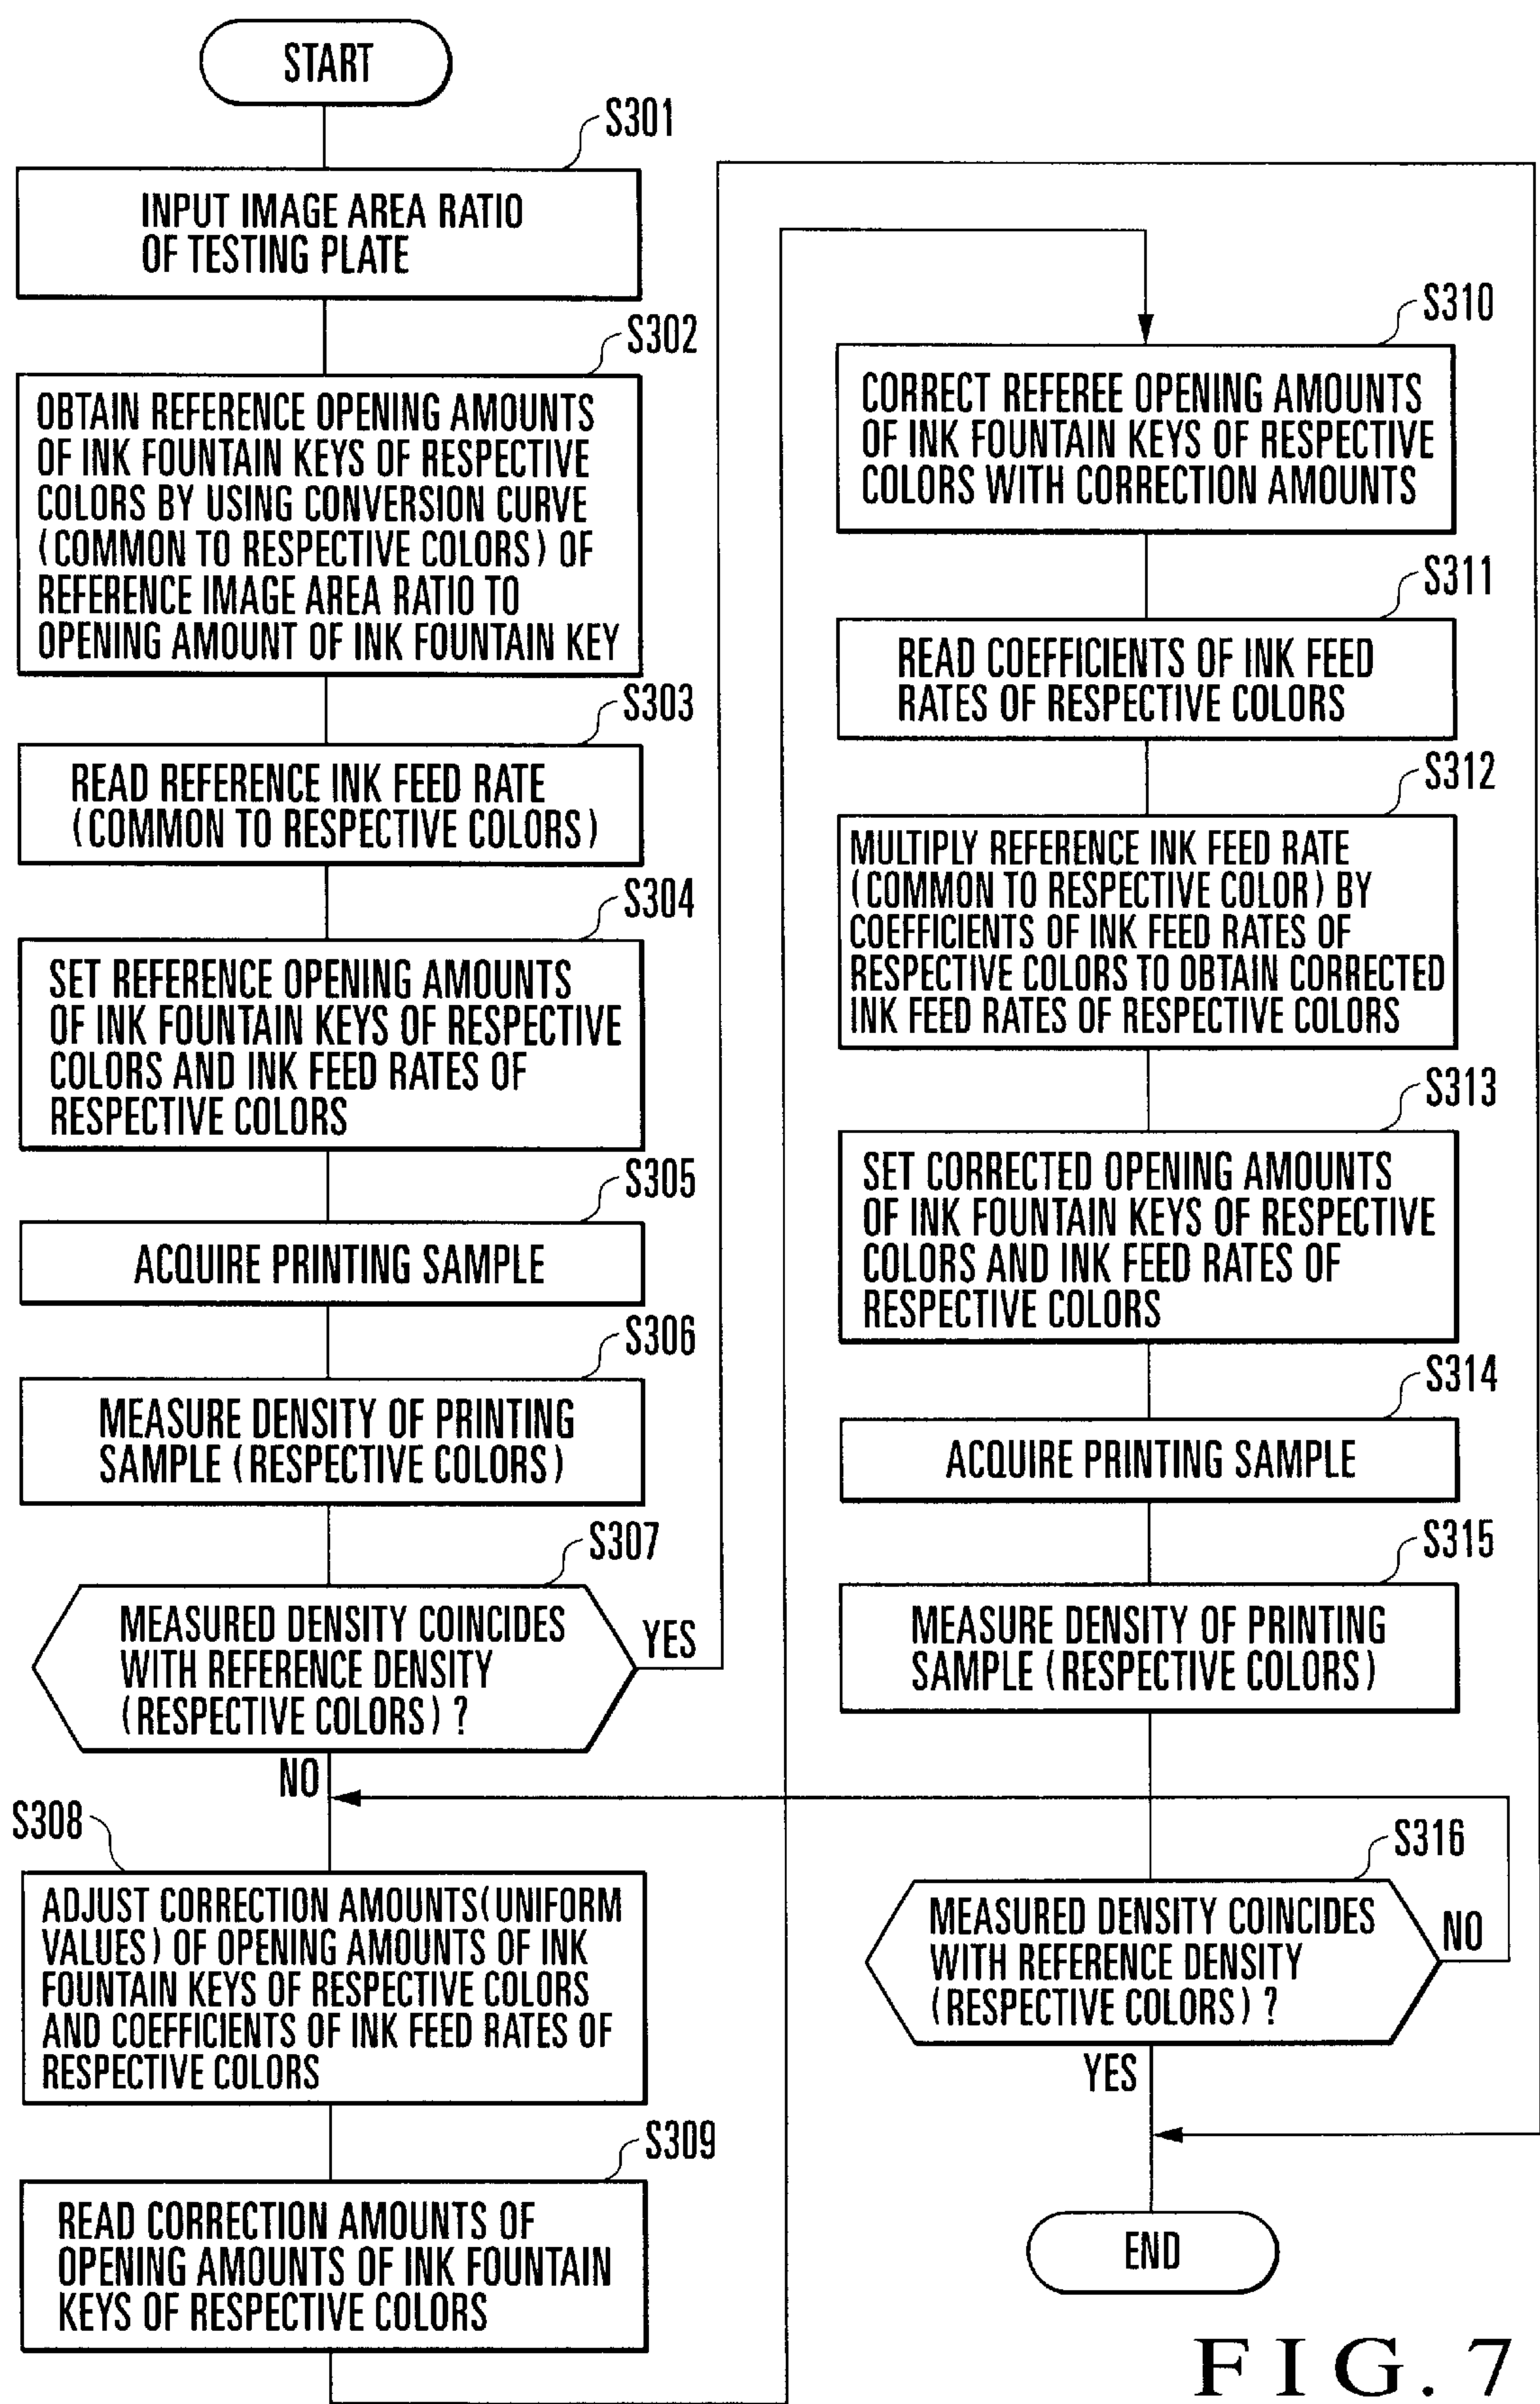 START
S301
INPUT IMAGE AREA RATIO
OF TESTING PLATE
S302
OBTAIN REFERENCE OPENING AMOUNTS
OF INK FOUNTAIN KEYS OF RESPECTIVE
COLORS BY USING CONVERSION CURVE
(COMMON TO RESPECTIVE COLORS) OF
REFERENCE IMAGE AREA RATIO TO
OPENING AMOUNT OF INK FOUNTAIN KEY
S303
READ REFERENCE INK FEED RATE
(COMMON TO RESPECTIVE COLORS)
S304
SET REFERENCE OPENING AMOUNTS
OF INK FOUNTAIN KEYS OF RESPECTIVE
COLORS AND INK FEED RATES OF
RESPECTIVE COLORS
S305
ACQUIRE PRINTING SAMPLE
S306
MEASURE DENSITY OF PRINTING
SAMPLE (RESPECTIVE COLORS)
S307
MEASURED DENSITY COINCIDES
WITH REFERENCE DENSITY
(RESPECTIVE COLORS) ?
YES
NO
S308
ADJUST CORRECTION AMOUNTS(UNIFORM
VALUES) OF OPENING AMOUNTS OF INK
FOUNTAIN KEYS OF RESPECTIVE COLORS
AND COEFFICIENTS OF INK FEED RATES OF
RESPECTIVE COLORS
S309
READ CORRECTION AMOUNTS OF
OPENING AMOUNTS OF INK FOUNTAIN
KEYS OF RESPECTIVE COLORS
S310
CORRECT REFEREE OPENING AMOUNTS
OF INK FOUNTAIN KEYS OF RESPECTIVE
COLORS WITH CORRECTION AMOUNTS
S311
READ COEFFICIENTS OF INK FEED
RATES OF RESPECTIVE COLORS
S312
MULTIPLY REFERENCE INK FEED RATE
(COMMON TO RESPECTIVE COLOR) BY
COEFFICIENTS OF INK FEED RATES OF
RESPECTIVE COLORS TO OBTAIN CORRECTED
INK FEED RATES OF RESPECTIVE COLORS
S313
SET CORRECTED OPENING AMOUNTS
OF INK FOUNTAIN KEYS OF RESPECTIVE
COLORS AND INK FEED RATES OF
RESPECTIVE COLORS
S314
ACQUIRE PRINTING SAMPLE
S315
MEASURE DENSITY OF PRINTING
SAMPLE (RESPECTIVE COLORS)
S316
MEASURED DENSITY COINCIDES
WITH REFERENCE DENSITY
(RESPECTIVE COLORS) ?
NO
YES
END
FIG. 7